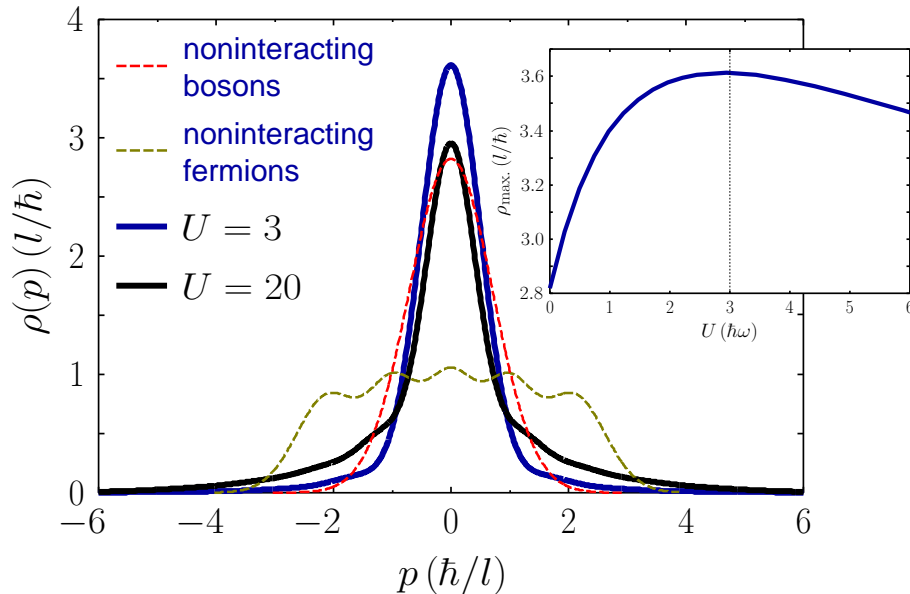 4
3
2
1
0
ρ(p) (l/ħ)
noninteracting
bosons
noninteracting
fermions
U = 3
U = 20
−6
−4
−2
0
2
4
6
p (ħ/l)
3.6
3.4
3.2
3.0
2.8
ρmax. (l/ħ)
0
1
2
3
4
5
6
U (ħω)